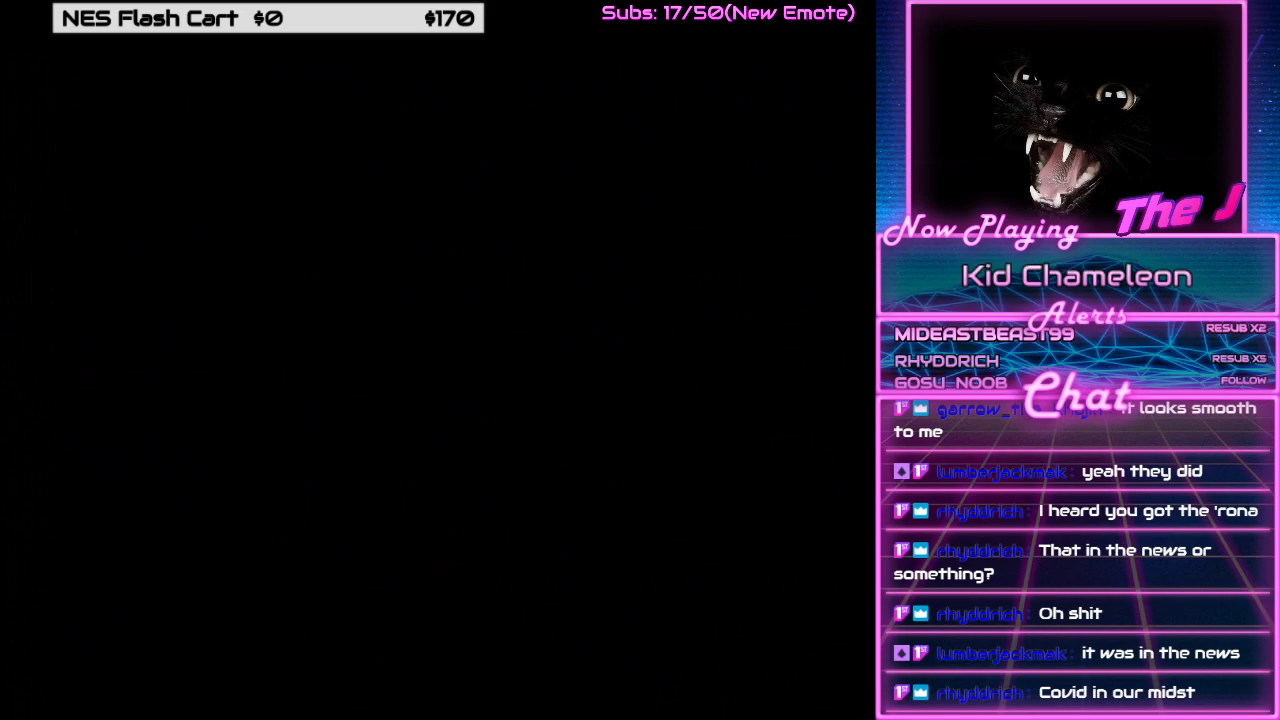 NES Flash Cart $0 $170
Subs: 17/50(New Emote)
The J
Now Playing
Kid Chameleon
Alerts
MIDEASTBEAST99 RESUB X2
RHYDDRICH RESUB X5
GOSU_NOOB FOLLOW
Chat
looks smooth
to me
lumberjackmak: yeah they did
rhyddrich: I heard you got the 'rona
rhyddrich: That in the news or
something?
rhyddrich: Oh shit
lumberjackmak: it was in the news
rhyddrich: Covid in our midst